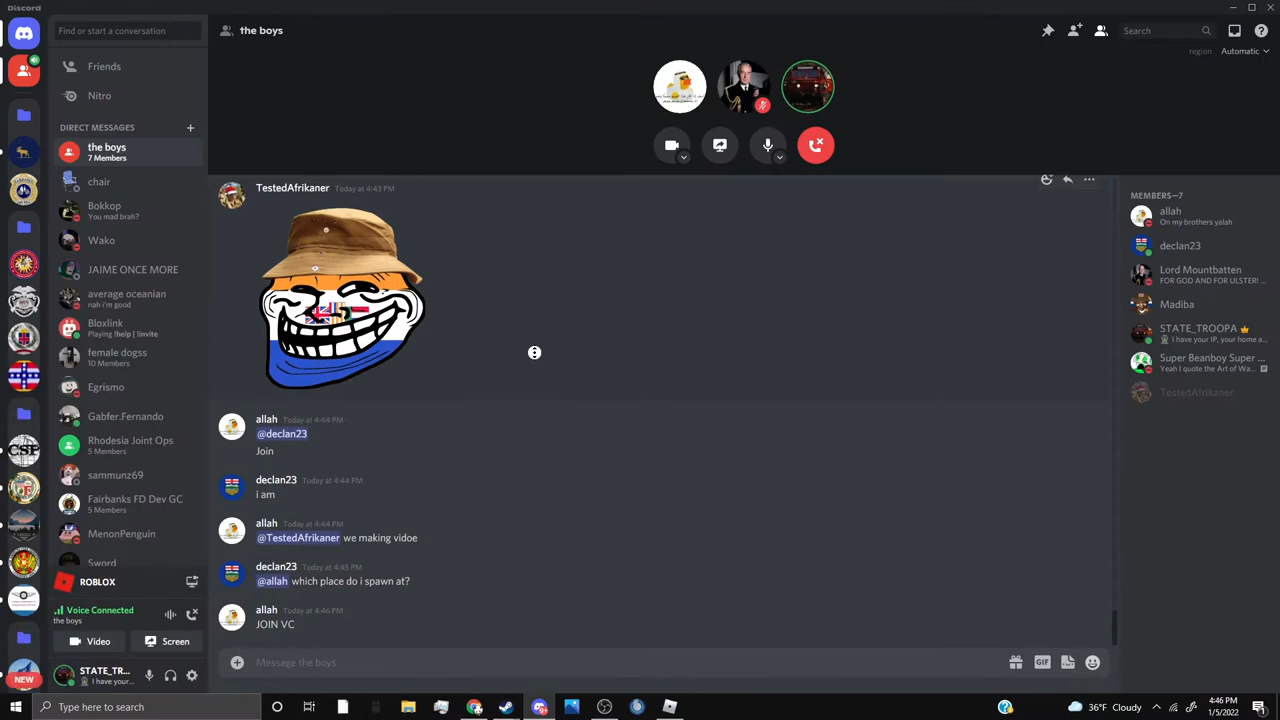 Discord
Find or start a conversation
the boys
Search
region Automatic
Friends
Nitro
DIRECT MESSAGES
the boys
7 Members
chair
Bokkop
You mad brah?
Wako
JAIME ONCE MORE
average oceanian
nah i'm good
Bloxlink
Playing !help | !invite
female dogss
10 Members
Egrismo
Gabfer.Fernando
Rhodesia Joint Ops
5 Members
sammunz69
Fairbanks FD Dev GC
5 Members
MenonPenguin
Sword
ROBLOX
Voice Connected
the boys
Video
Screen
STATE_TR...
I have your...
NEW
TestedAfrikaner Today at 4:43 PM
allah Today at 4:44 PM
@declan23
Join
declan23 Today at 4:44 PM
i am
allah Today at 4:44 PM
@TestedAfrikaner we making vidoe
declan23 Today at 4:45 PM
@allah which place do i spawn at?
allah Today at 4:46 PM
JOIN VC
Message the boys
GIF
MEMBERS—7
allah
On my brothers yalah
declan23
Lord Mountbatten
FOR GOD AND FOR ULSTER! ...
Madiba
STATE_TROOPA
I have your IP, your home a...
Super Beanboy Super ...
Yeah I quote the Art of Wa...
TestedAfrikaner
Type here to search
36°F Cloudy
4:46 PM
1/5/2022